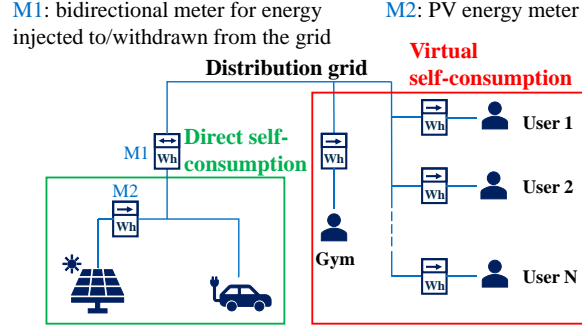 M1: bidirectional meter for energy
injected to/withdrawn from the grid
M2: PV energy meter
Virtual
self-consumption
Distribution grid
Direct self-
consumption
M1
Wh
M2
Wh
Wh
Gym
Wh
User 1
Wh
User 2
Wh
User N